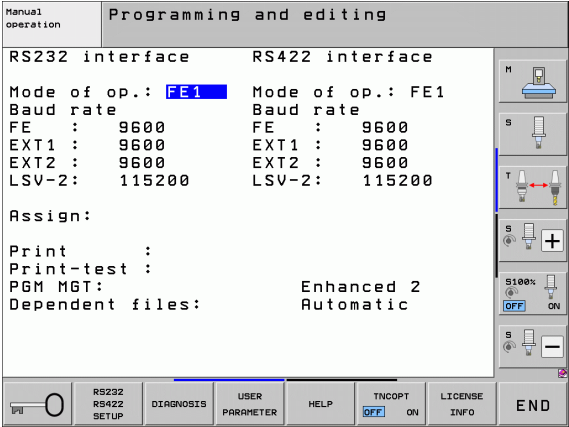 Manual operation
Programming and editing
RS232 interface RS422 interface
Mode of op.: FE1 Mode of op.: FE1
Baud rate Baud rate
FE : 9600 FE : 9600
EXT1 : 9600 EXT1 : 9600
EXT2 : 9600 EXT2 : 9600
LSV-2: 115200 LSV-2: 115200
Assign:
Print :
Print-test :
PGM MGT: Enhanced 2
Dependent files: Automatic
M
S
T
S
S100%
OFF ON
S
RS232
RS422
SETUP
DIAGNOSIS
USER
PARAMETER
HELP
TNCOPT
OFF ON
LICENSE
INFO
END